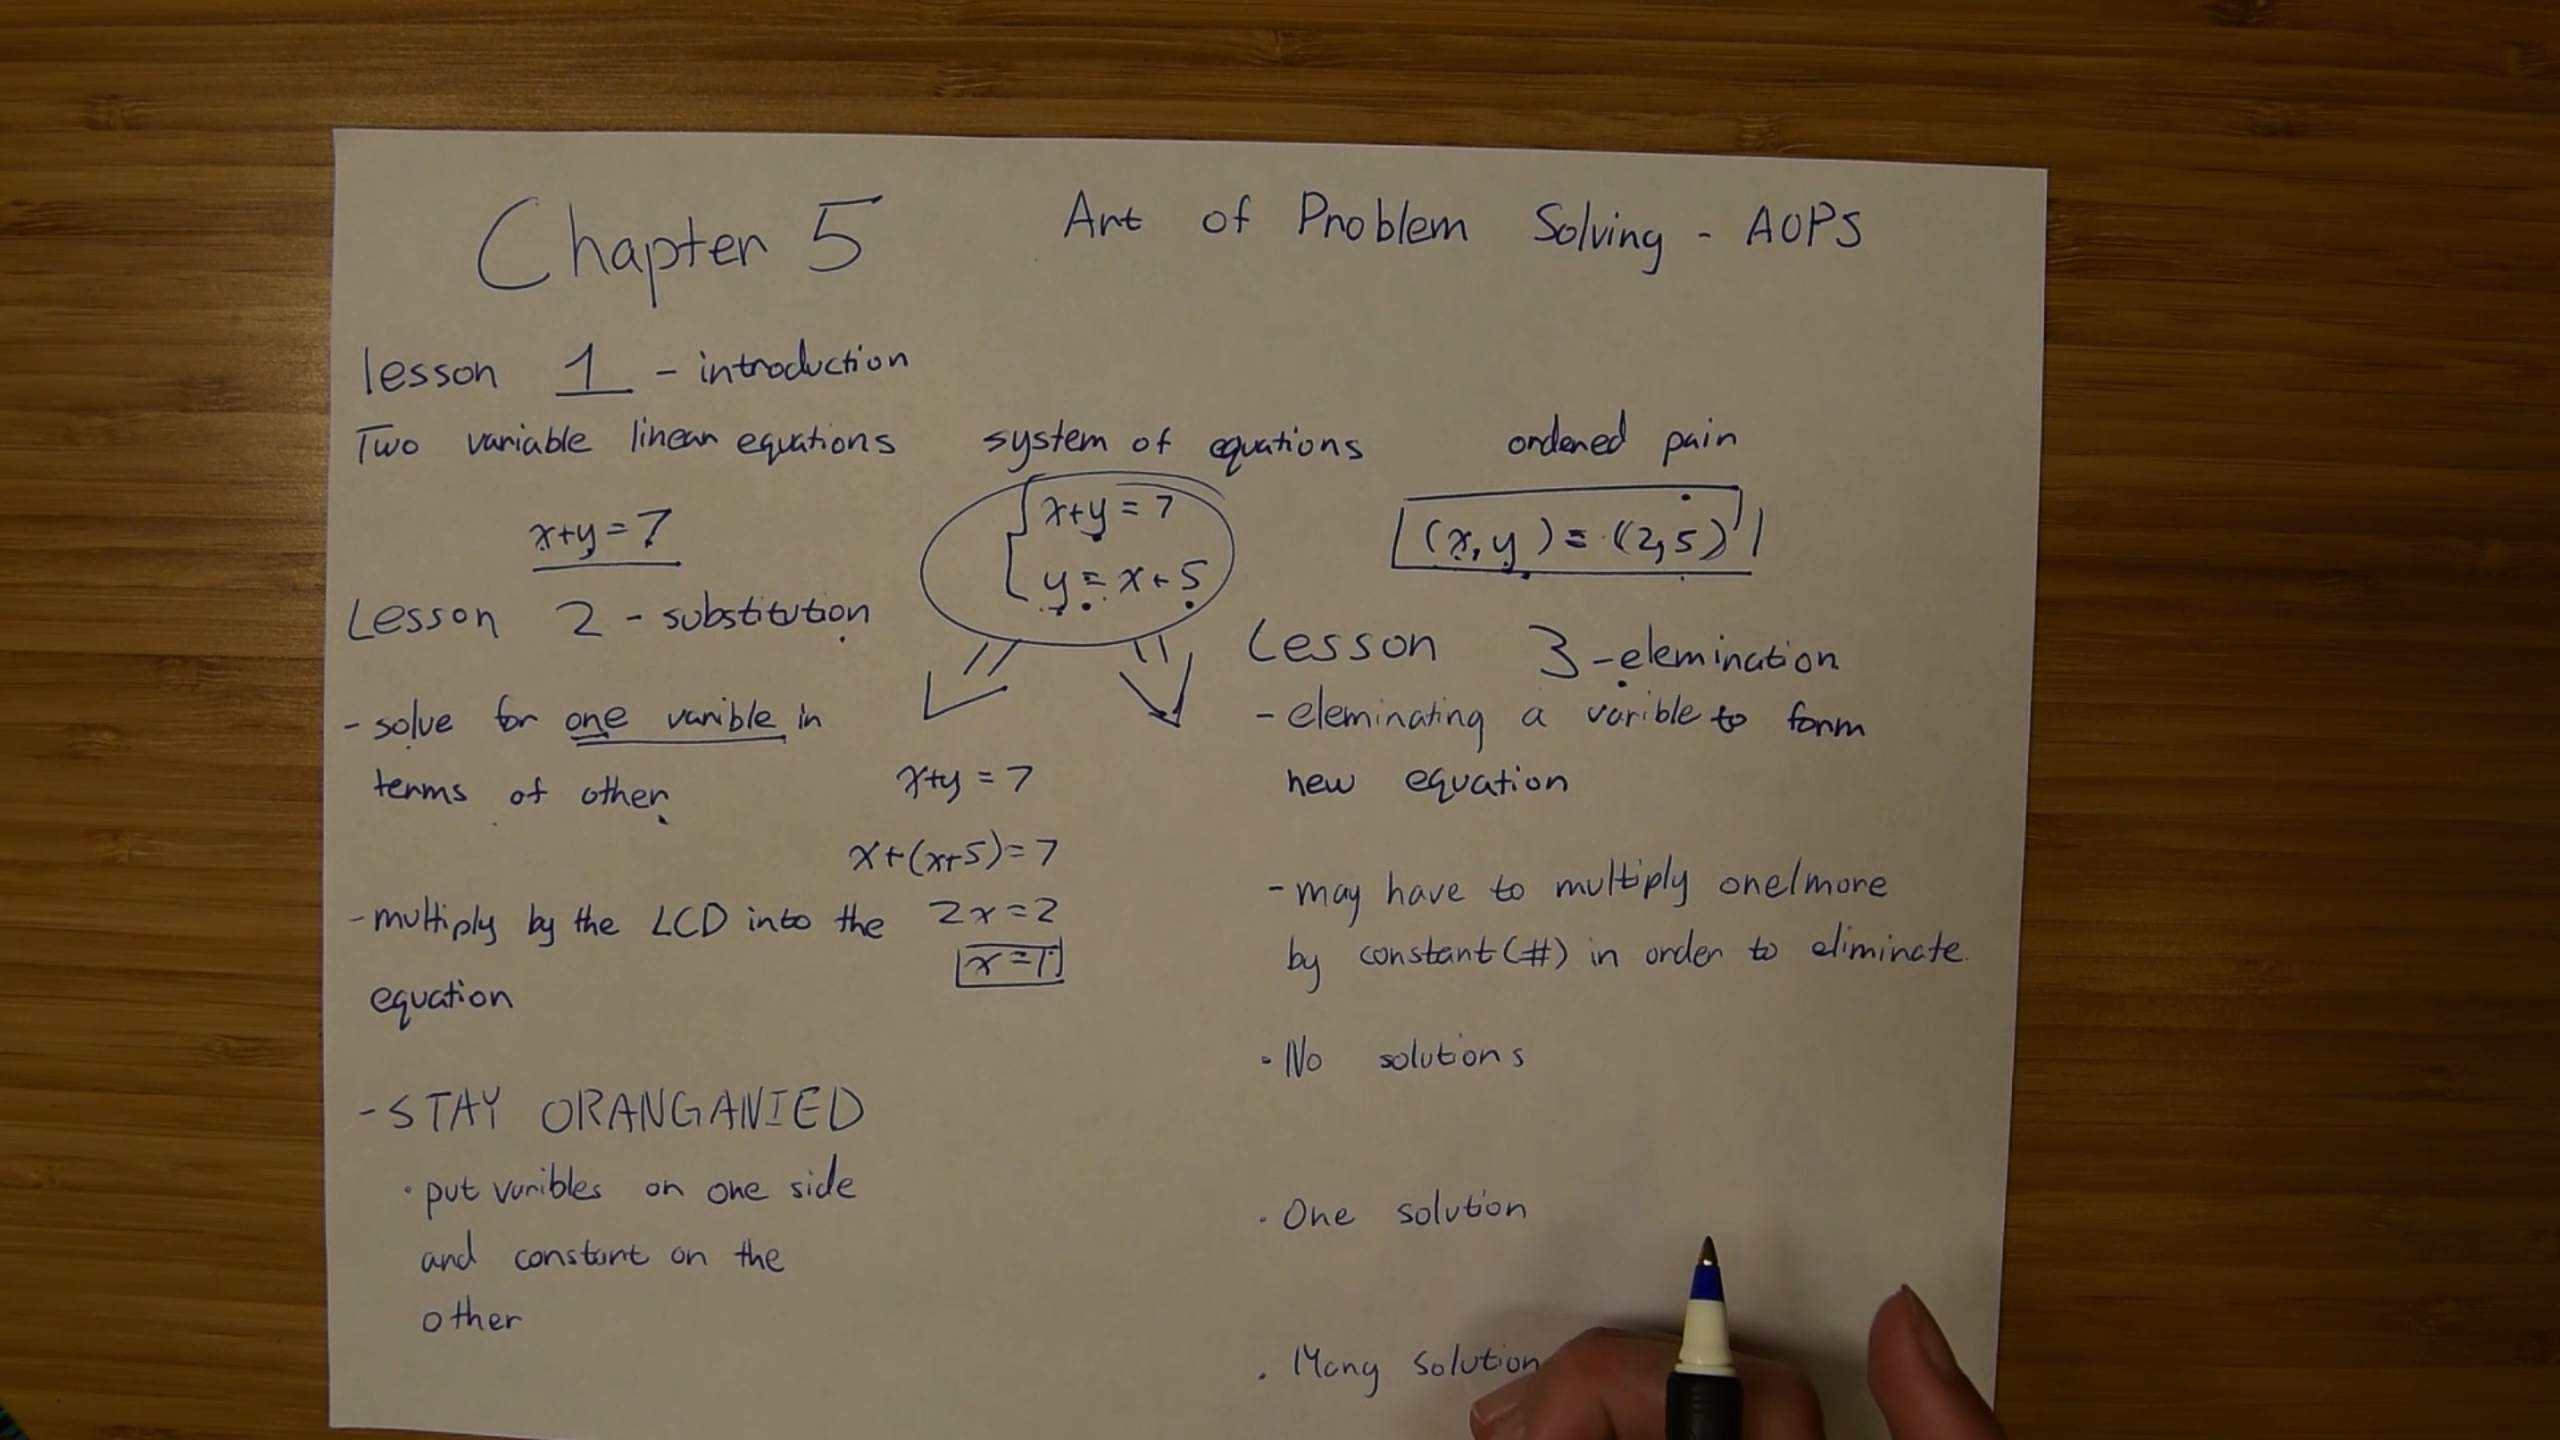 Chapter 5
Art of Problem Solving - AOPS
lesson 1 - introduction
Two variable linear equations
x+y=7
system of equations
x+y=7
y=x+5
ordered pair
(x,y)=(2,5)
Lesson 2 - substitution
- solve for one varible in
terms of other
- multiply by the LCD into the
equation
- STAY ORANGANIED
· put varibles on one side
and constant on the
other
x+y=7
x+(x+5)=7
2x=2
x=1
Lesson 3 - elemination
- eleminating a varible to form
new equation
- may have to multiply one/more
by constant (#) in order to eliminate.
· No solutions
· One solution
· Many solution